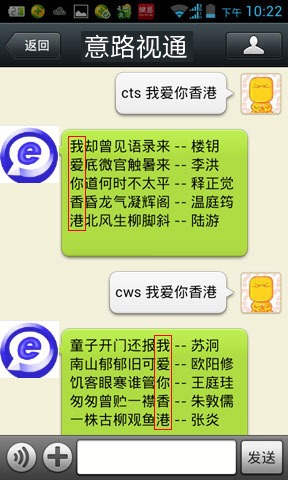 下午 10:22
返回
意路视通
cts 我爱你香港
我却曾见语录来 -- 楼钥
爱底微官触暑来 -- 李洪
你道何时不太平 -- 释正觉
香昏龙气凝辉阁 -- 温庭筠
港北风生柳脚斜 -- 陆游
cws 我爱你香港
童子开门还报我 -- 苏泂
南山郁郁旧可爱 -- 欧阳修
饥客眼寒谁管你 -- 王庭珪
匆匆曾贮一襟香 -- 朱敦儒
一株古柳观鱼港 -- 张炎
发送